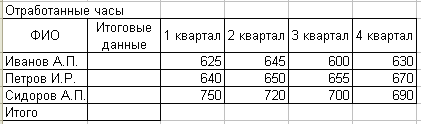 Отработанные часы
ФИО Итоговые данные 1 квартал 2 квартал 3 квартал 4 квартал
Иванов А.П. 625 645 600 630
Петров И.Р. 640 650 655 670
Сидоров А.П. 750 720 700 690
Итого